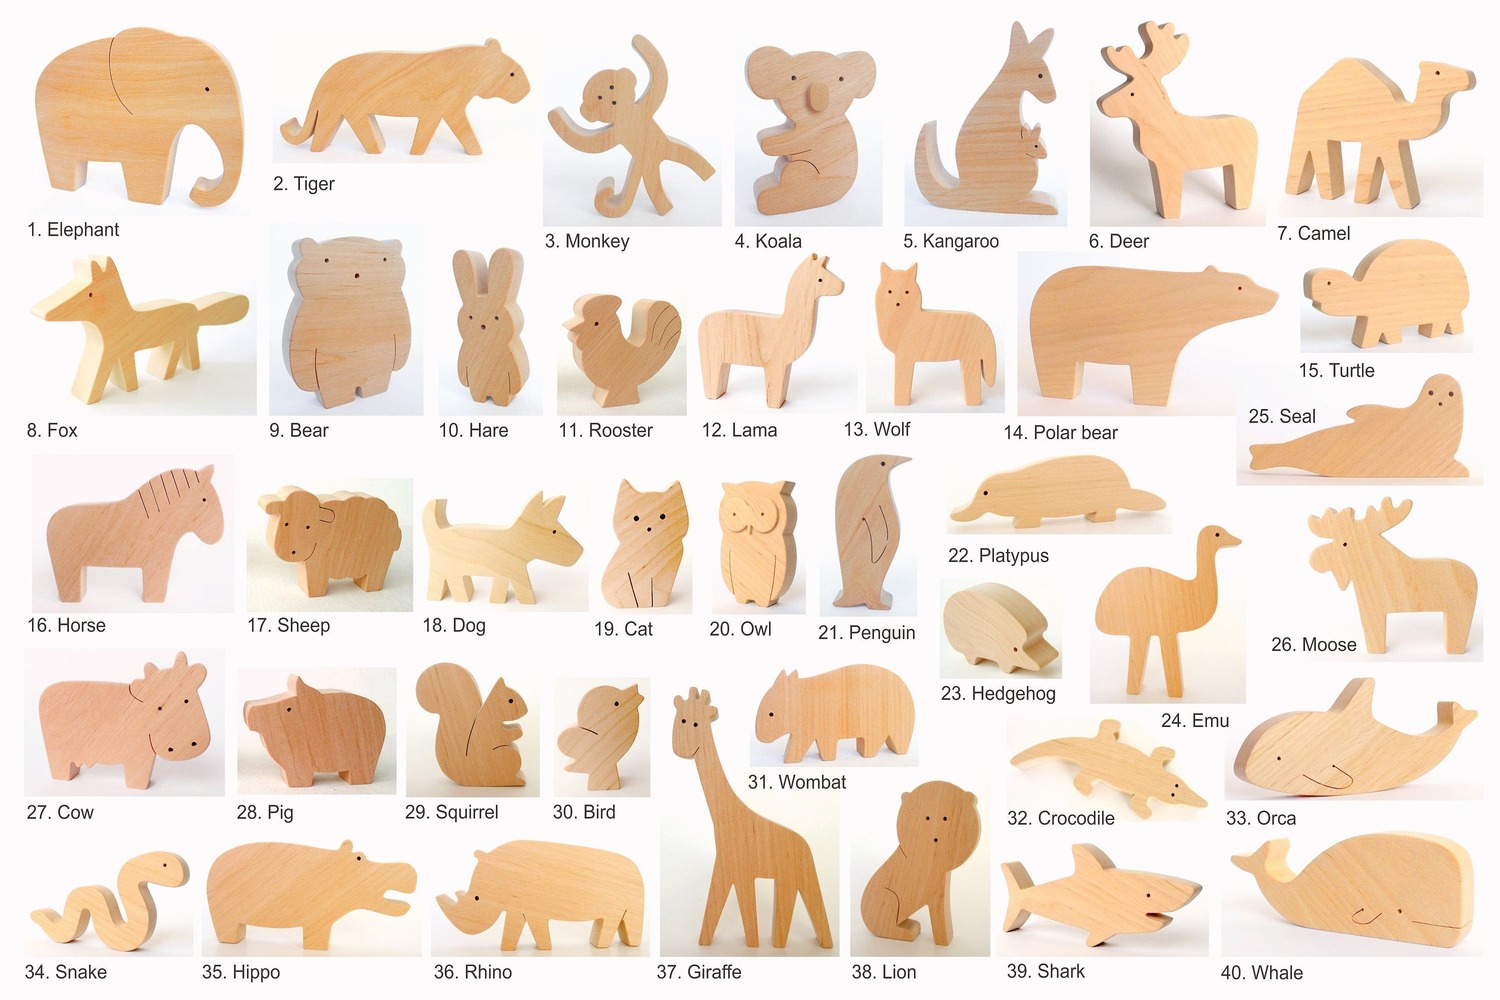 1. Elephant
2. Tiger
3. Monkey
4. Koala
5. Kangaroo
6. Deer
7. Camel
8. Fox
9. Bear
10. Hare
11. Rooster
12. Lama
13. Wolf
14. Polar bear
15. Turtle
25. Seal
16. Horse
17. Sheep
18. Dog
19. Cat
20. Owl
21. Penguin
22. Platypus
23. Hedgehog
24. Emu
26. Moose
27. Cow
28. Pig
29. Squirrel
30. Bird
31. Wombat
32. Crocodile
33. Orca
34. Snake
35. Hippo
36. Rhino
37. Giraffe
38. Lion
39. Shark
40. Whale